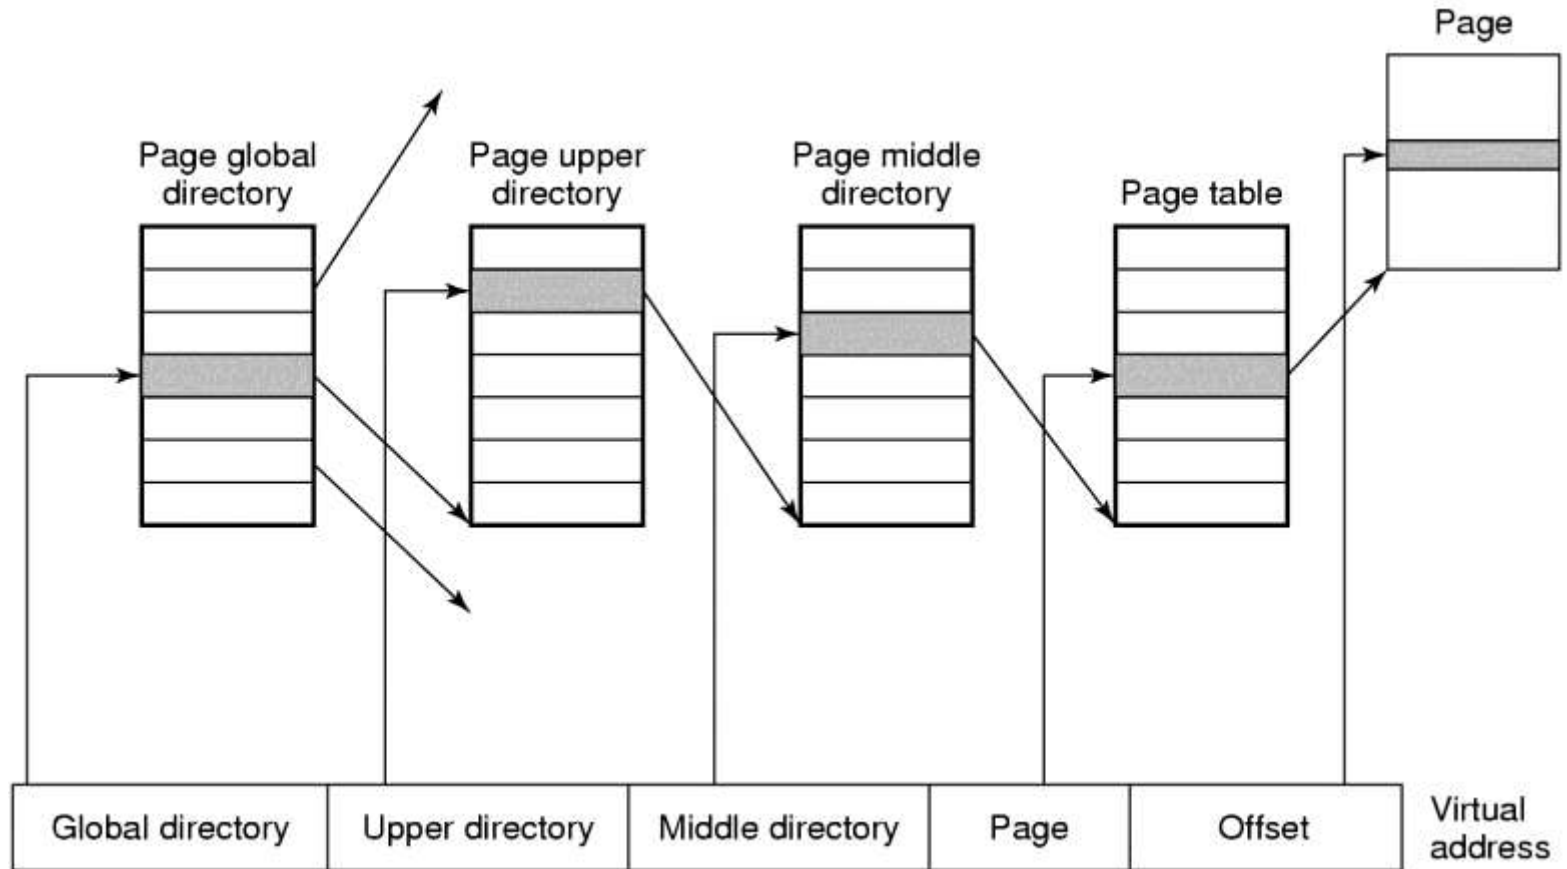 Page
Page global
directory
Page upper
directory
Page middle
directory
Page table
Global directory
Upper directory
Middle directory
Page
Offset
Virtual
address